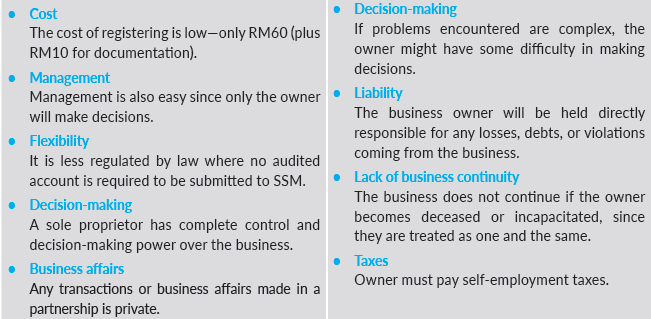 Cost
The cost of registering is low—only RM60 (plus
RM10 for documentation).
Management
Management is also easy since only the owner
will make decisions.
Flexibility
It is less regulated by law where no audited
account is required to be submitted to SSM.
Decision-making
A sole proprietor has complete control and
decision-making power over the business.
Business affairs
Any transactions or business affairs made in a
partnership is private.
Decision-making
If problems encountered are complex, the
owner might have some difficulty in making
decisions.
Liability
The business owner will be held directly
responsible for any losses, debts, or violations
coming from the business.
Lack of business continuity
The business does not continue if the owner
becomes deceased or incapacitated, since
they are treated as one and the same.
Taxes
Owner must pay self-employment taxes.